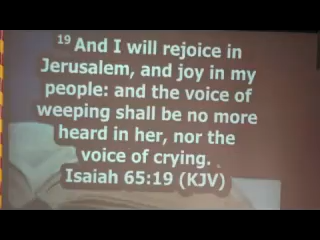 19 And I will rejoice in
Jerusalem, and joy in my
people: and the voice of
weeping shall be no more
heard in her, nor the
voice of crying.
Isaiah 65:19 (KJV)